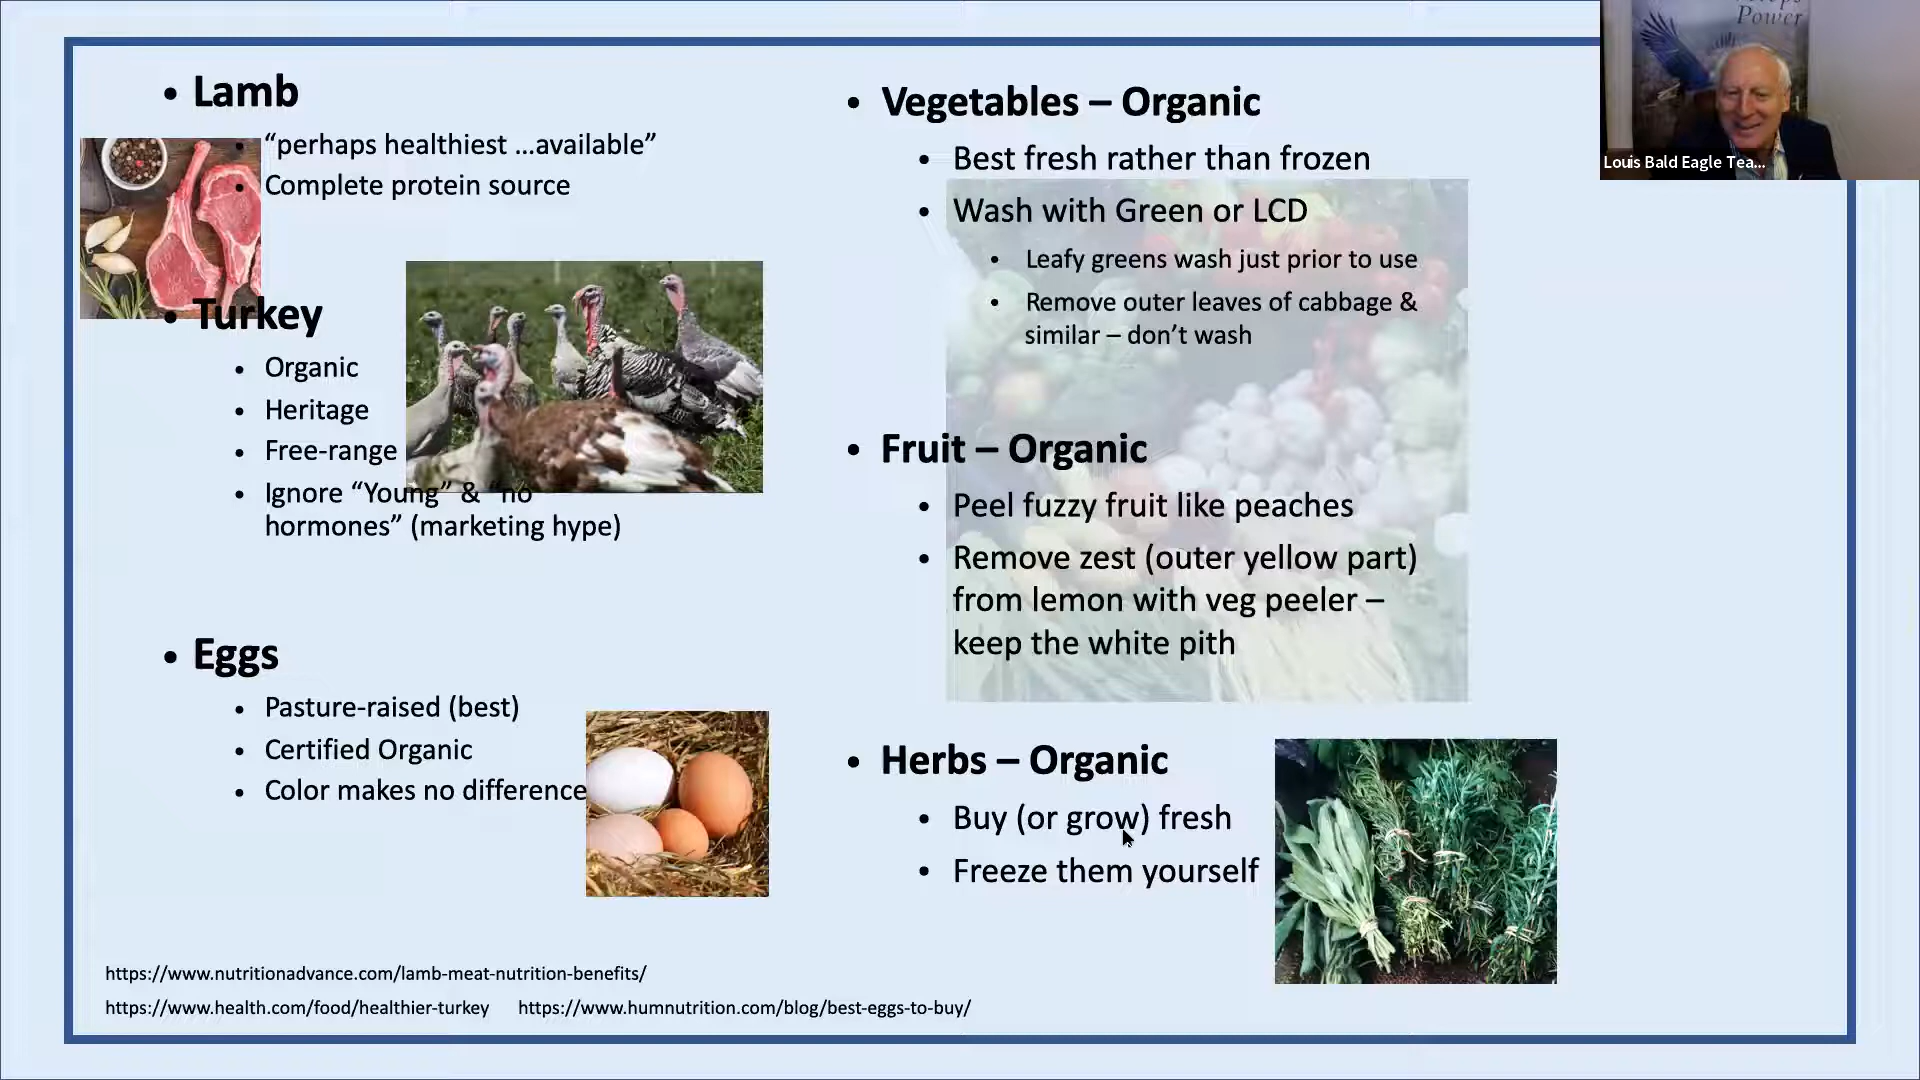 • Lamb
• “perhaps healthiest …available”
• Complete protein source
• Turkey
• Organic
• Heritage
• Free-range
• Ignore “Young” & “no
hormones” (marketing hype)
• Eggs
• Pasture-raised (best)
• Certified Organic
• Color makes no difference
https://www.nutritionadvance.com/lamb-meat-nutrition-benefits/
https://www.health.com/food/healthier-turkey https://www.humnutrition.com/blog/best-eggs-to-buy/
• Vegetables – Organic
• Best fresh rather than frozen
• Wash with Green or LCD
• Leafy greens wash just prior to use
• Remove outer leaves of cabbage &
similar – don’t wash
• Fruit – Organic
• Peel fuzzy fruit like peaches
• Remove zest (outer yellow part)
from lemon with veg peeler –
keep the white pith
• Herbs – Organic
• Buy (or grow) fresh
• Freeze them yourself
Power
Louis Bald Eagle Tea...